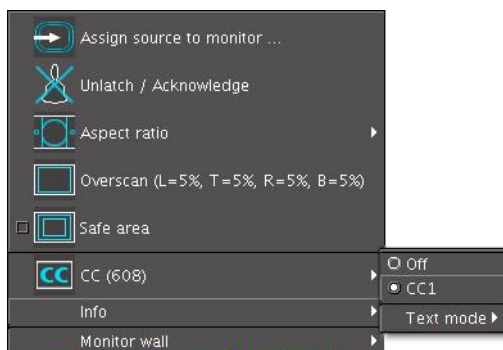 Assign source to monitor ...
Unlatch / Acknowledge
Aspect ratio
Overscan (L=5%, T=5%, R=5%, B=5%)
Safe area
CC CC (608)
Off
CC1
Info
Text mode
Monitor wall